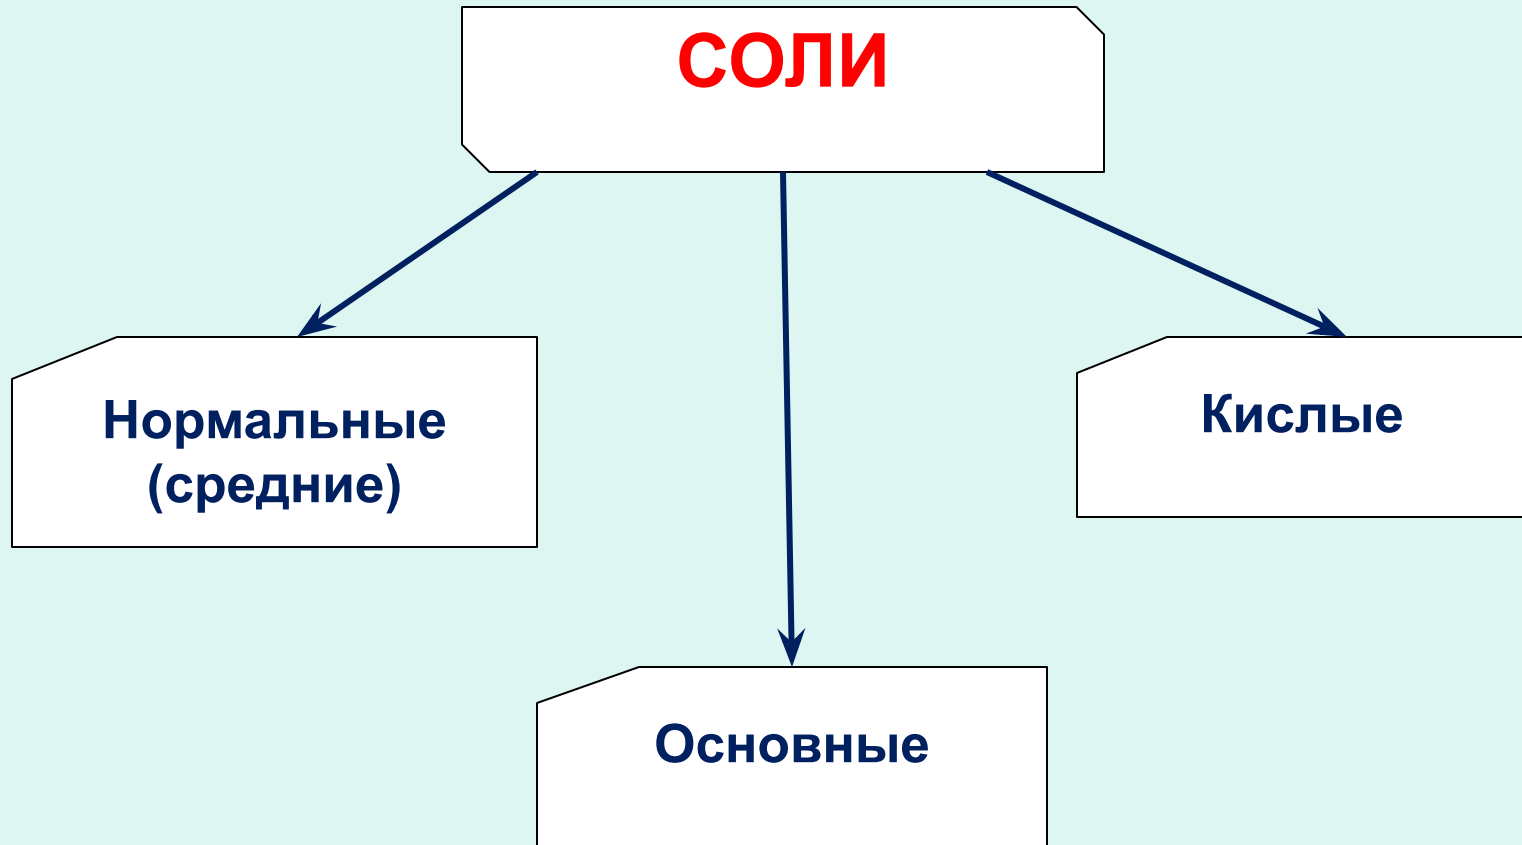 СОЛИ
Нормальные
(средние)
Кислые
Основные